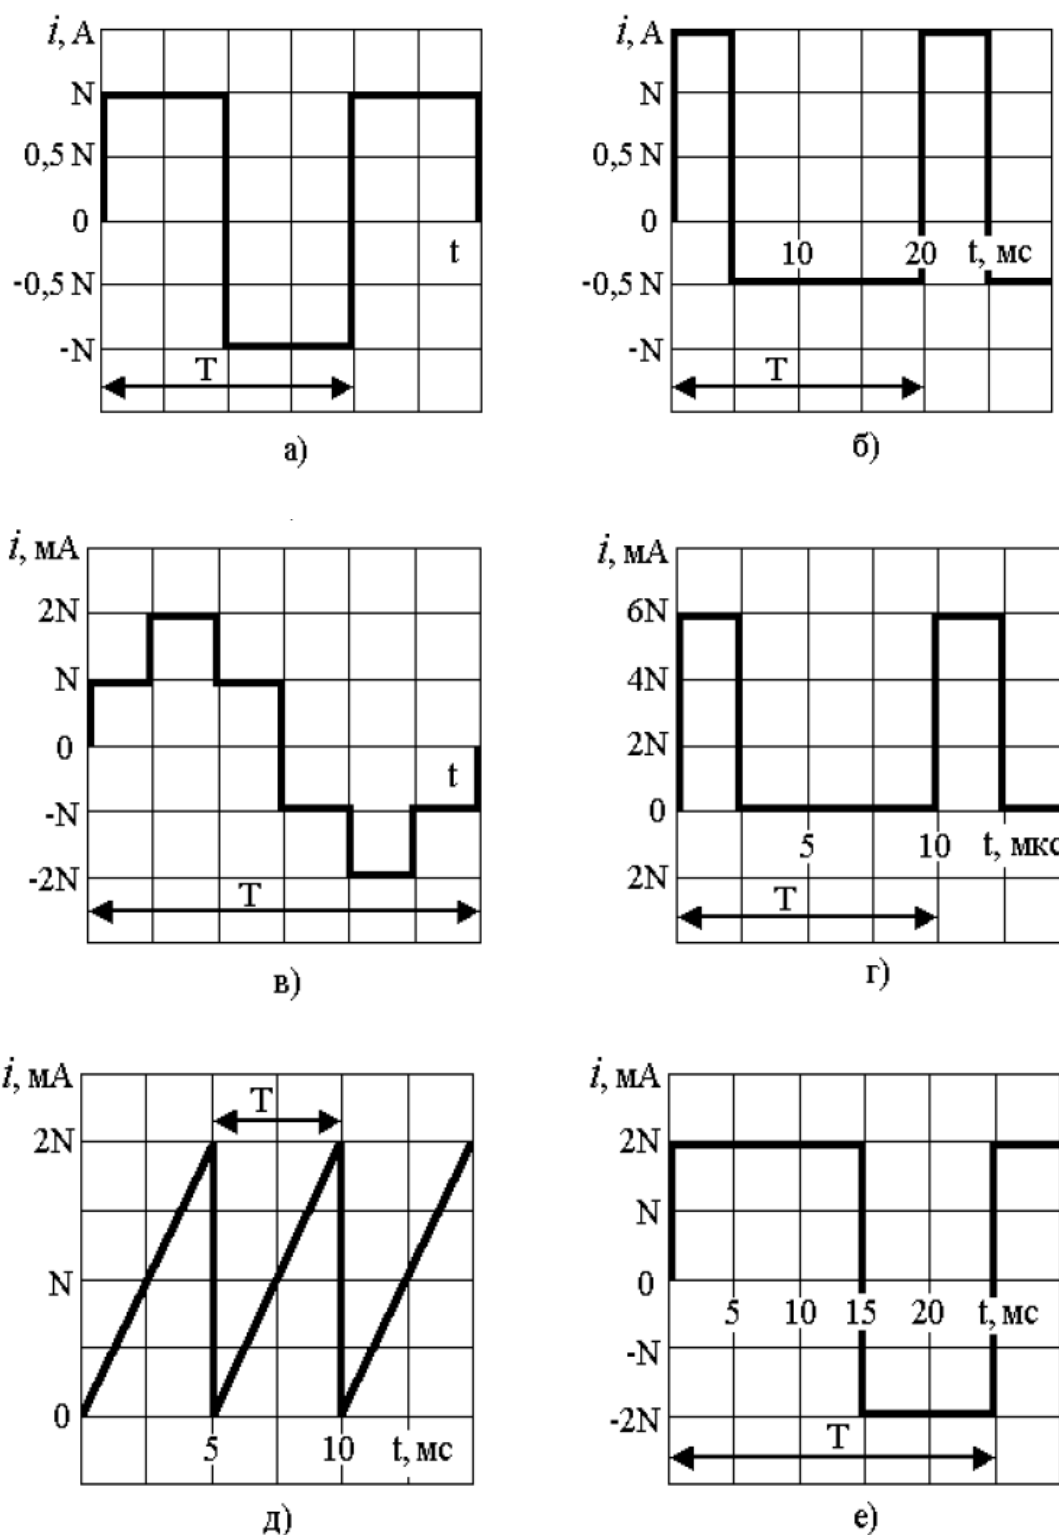 i, А
N
0,5 N
0
-0,5 N
-N
t
T
а)
i, А
N
0,5 N
0
-0,5 N
-N
10
20
t, мс
T
б)
i, мА
2N
N
0
-N
-2N
t
T
в)
i, мА
6N
4N
2N
0
2N
5
10
t, мкс
T
г)
i, мА
2N
N
0
T
5
10
t, мс
д)
i, мА
2N
N
0
-N
-2N
5
10
15
20
t, мс
T
е)